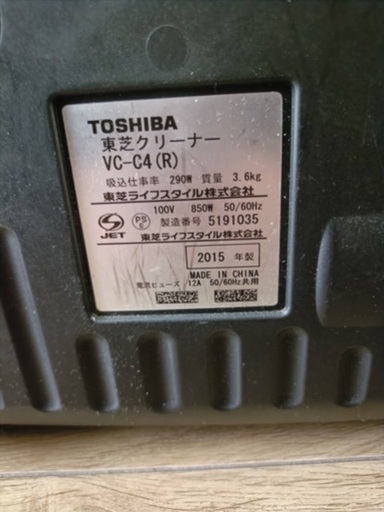 TOSHIBA
東芝クリーナー
VC-C4(R)
吸込仕事率 290W 質量 3.6kg
東芝ライフスタイル株式会社
100V 850W 50/60Hz
製造番号 5191035
JET
PS
E
東芝ライフスタイル株式会社
2015 年製
MADE IN CHINA
電流ヒューズ 12A 50/60Hz共用